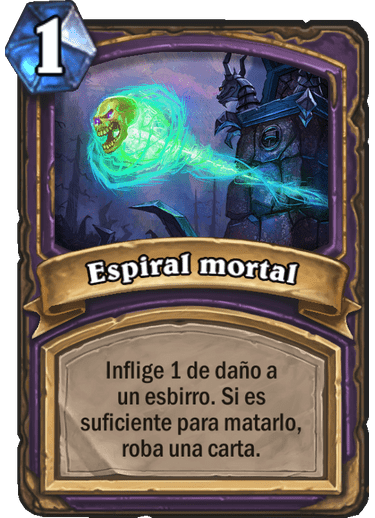 1
Espiral mortal
Inflige 1 de daño a
un esbirro. Si es
suficiente para matarlo,
roba una carta.